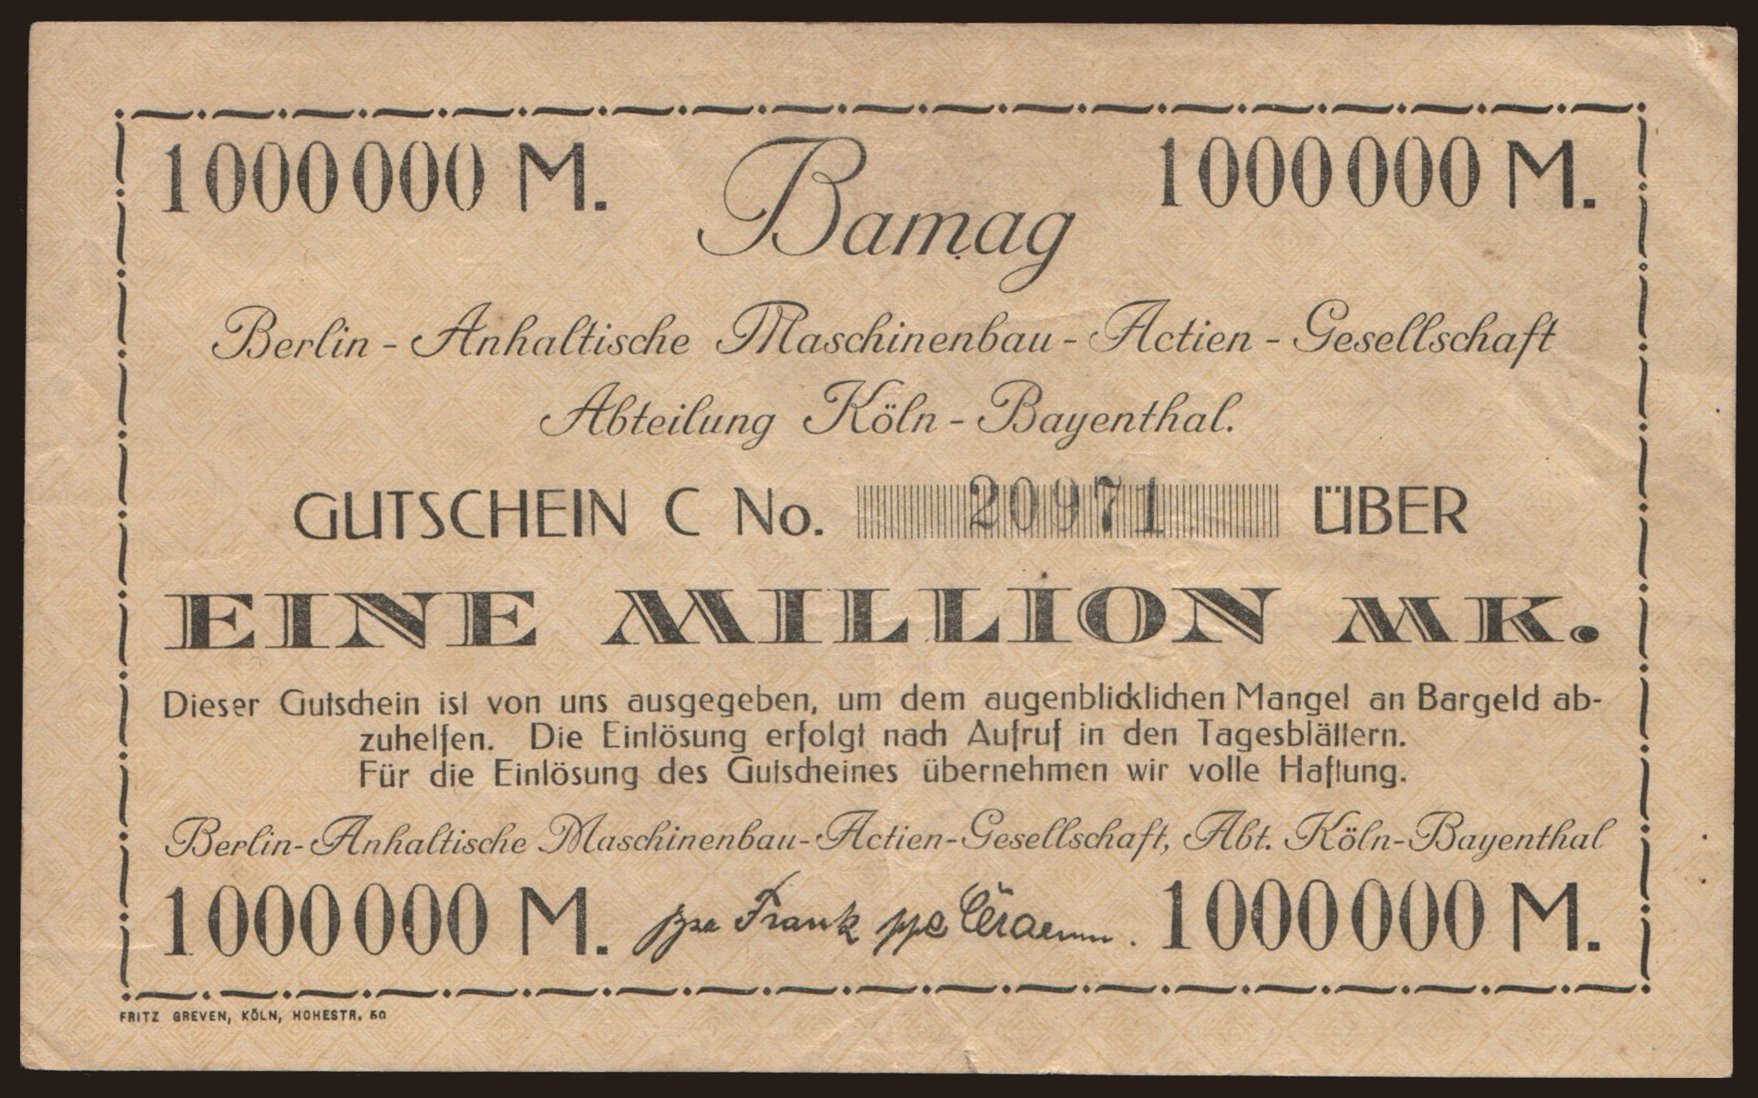 1000000 M. Bamag 1000000 M.
Berlin-Anhaltische Maschinenbau-Actien-Gesellschaft
Abteilung Köln-Bayenthal.
GUTSCHEIN C No. 20971 ÜBER
EINE MILLION MK.
Dieser Gutschein ist von uns ausgegeben, um dem augenblicklichen Mangel an Bargeld ab-
zuhelfen. Die Einlösung erfolgt nach Aufruf in den Tagesblättern.
Für die Einlösung des Gutscheines übernehmen wir volle Haftung.
Berlin-Anhaltische Maschinenbau-Actien-Gesellschaft, Abt. Köln-Bayenthal
1000000 M. ppa Frank ppa 1000000 M.
FRITZ GREVEN, KÖLN, HOHESTR. 50